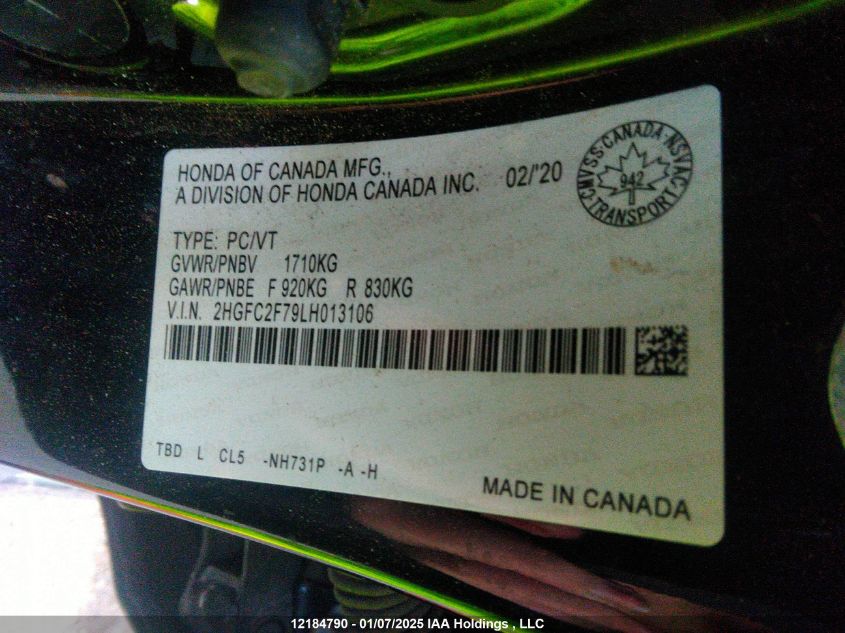 HONDA OF CANADA MFG.,
A DIVISION OF HONDA CANADA INC. 02/'20
CMVSS·CANADA·NSVAC·TRANSPORT·
942
TYPE: PC/VT
GVWR/PNBV 1710KG
GAWR/PNBE F 920KG R 830KG
V.I.N. 2HGFC2F79LH013106
TBD L CL5 -NH731P -A -H
MADE IN CANADA
12184790 - 01/07/2025 IAA Holdings , LLC